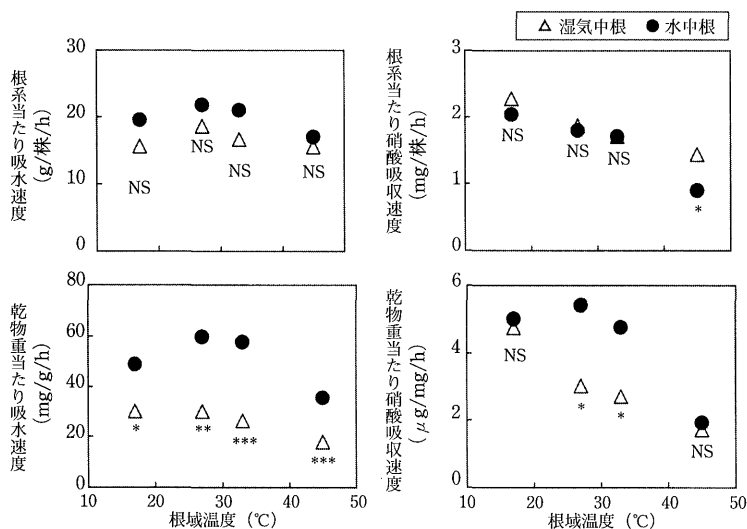 △ 湿気中根 ● 水中根
根系当たり吸水速度
(g/株/h)
30
20
10
0
NS
NS
NS
NS
根系当たり硝酸吸収速度
(mg/株/h)
3
2
1
0
NS
NS
NS
*
乾物重当たり吸水速度
(mg/g/h)
80
60
40
20
0
*
**
***
***
10 20 30 40 50
根域温度 (℃)
乾物重当たり硝酸吸収速度
(μg/mg/h)
6
4
2
0
NS
*
*
NS
10 20 30 40 50
根域温度 (℃)